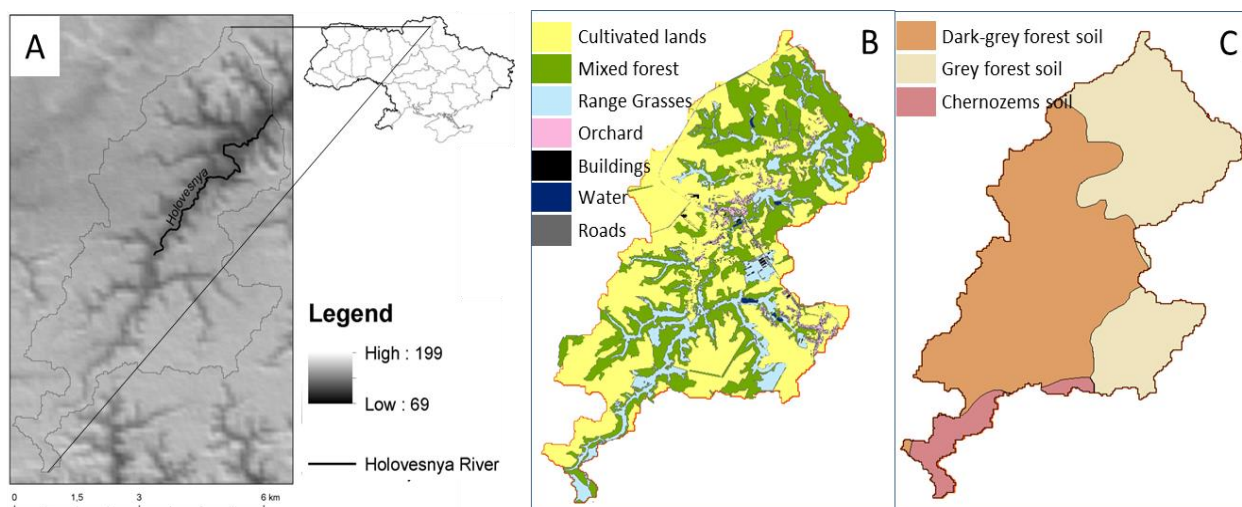 A
Holovesnya
Legend
High : 199
Low : 69
Holovesnya River
0 1,5 3 6 km
B
Cultivated lands
Mixed forest
Range Grasses
Orchard
Buildings
Water
Roads
C
Dark-grey forest soil
Grey forest soil
Chernozems soil